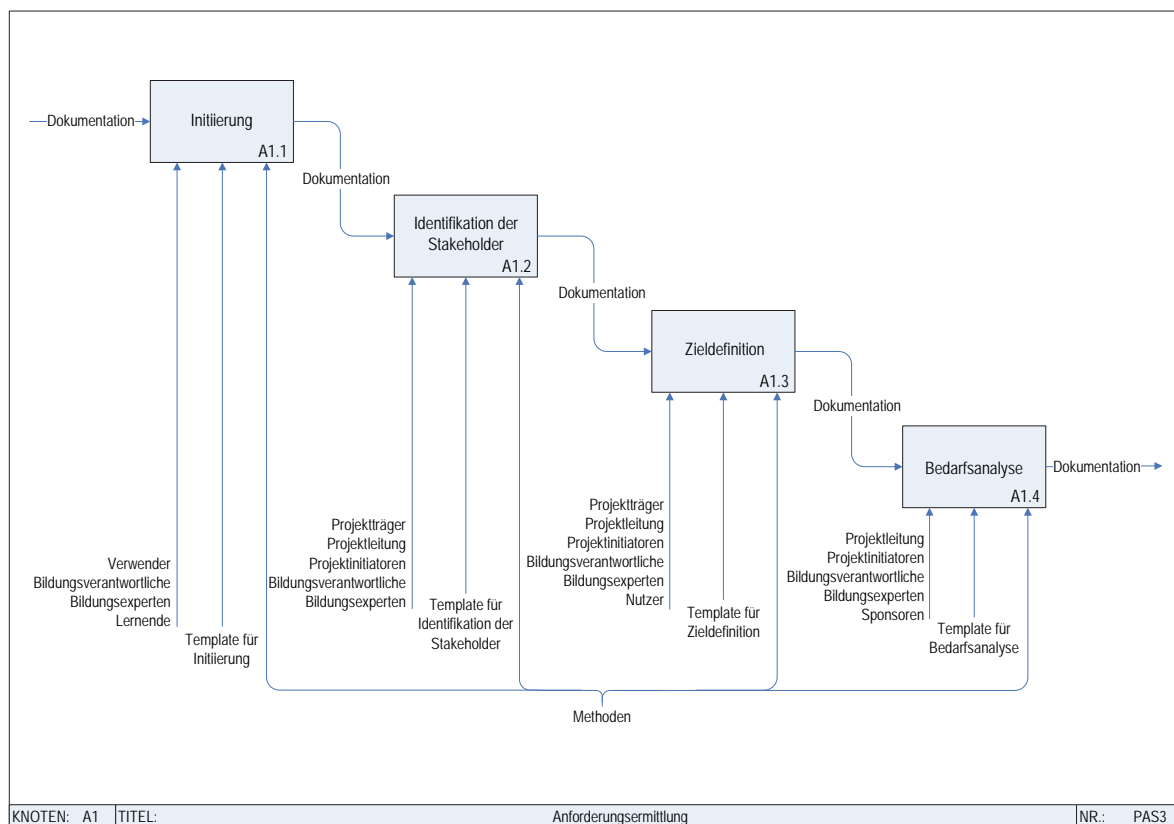 Dokumentation
Initiierung
A1.1
Dokumentation
Identifikation der
Stakeholder
A1.2
Dokumentation
Zieldefinition
A1.3
Dokumentation
Bedarfsanalyse
A1.4
Dokumentation
Verwender
Bildungsverantwortliche
Bildungsexperten
Lernende
Template für
Initiierung
Projektträger
Projektleitung
Projektinitiatoren
Bildungsverantwortliche
Bildungsexperten
Template für
Identifikation der
Stakeholder
Projektträger
Projektleitung
Projektinitiatoren
Bildungsverantwortliche
Bildungsexperten
Nutzer
Template für
Zieldefinition
Projektleitung
Projektinitiatoren
Bildungsverantwortliche
Bildungsexperten
Sponsoren
Template für
Bedarfsanalyse
Methoden
KNOTEN: A1 TITEL: Anforderungsermittlung NR.: PAS3